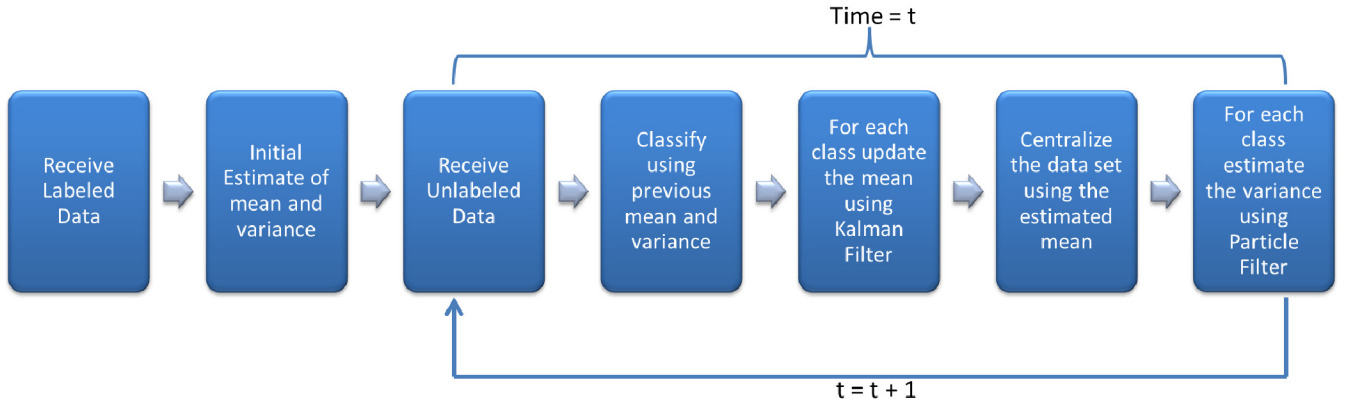 Time = t
Receive
Labeled
Data
Initial
Estimate of
mean and
variance
Receive
Unlabeled
Data
Classify
using
previous
mean and
variance
For each
class update
the mean
using
Kalman
Filter
Centralize
the data set
using the
estimated
mean
For each
class
estimate
the variance
using
Particle
Filter
t = t + 1